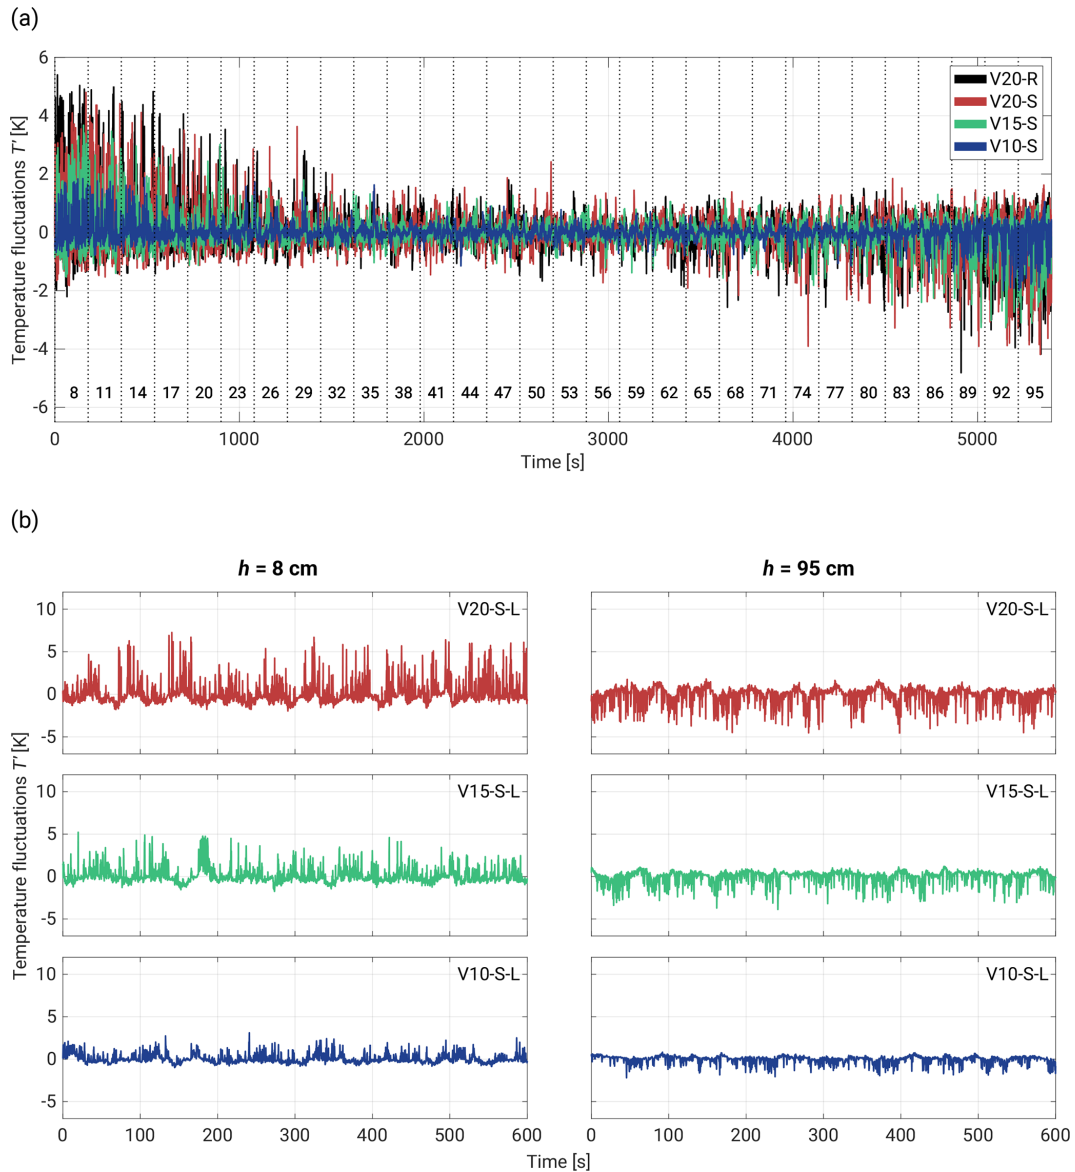 (a)
Temperature fluctuations T' [K]
6
4
2
0
-2
-4
-6
V20-R
V20-S
V15-S
V10-S
8 11 14 17 20 23 26 29 32 35 38 41 44 47 50 53 56 59 62 65 68 71 74 77 80 83 86 89 92 95
0 1000 2000 3000 4000 5000
Time [s]
(b)
h = 8 cm
h = 95 cm
Temperature fluctuations T' [K]
V20-S-L
10
5
0
-5
V20-S-L
V15-S-L
10
5
0
-5
V15-S-L
V10-S-L
10
5
0
-5
V10-S-L
0 100 200 300 400 500 600
0 100 200 300 400 500 600
Time [s]